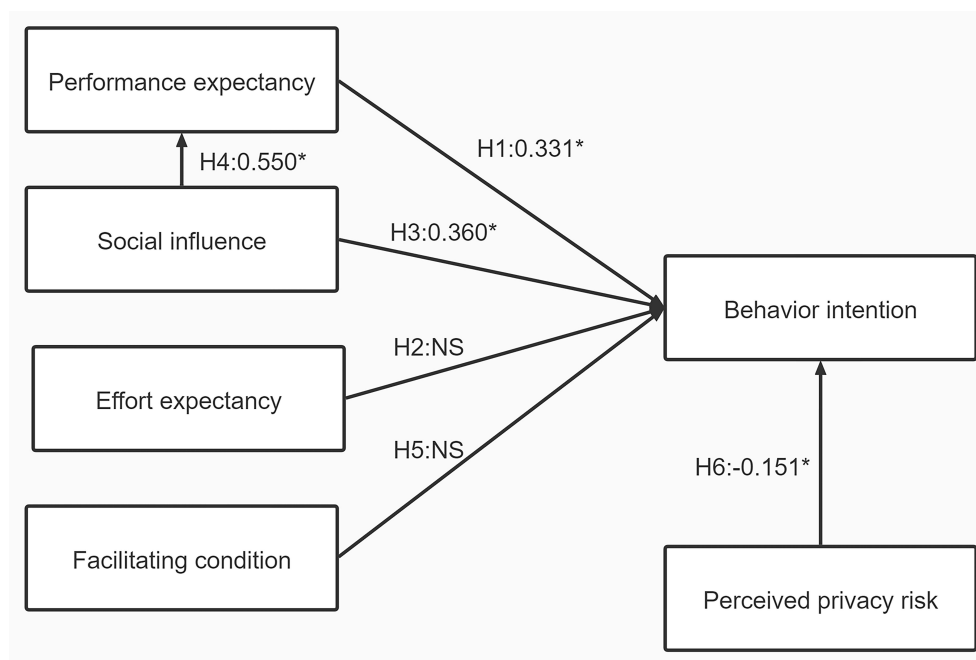 Performance expectancy
H1:0.331*
H4:0.550*
Social influence
H3:0.360*
Behavior intention
H2:NS
Effort expectancy
H5:NS
H6:-0.151*
Facilitating condition
Perceived privacy risk